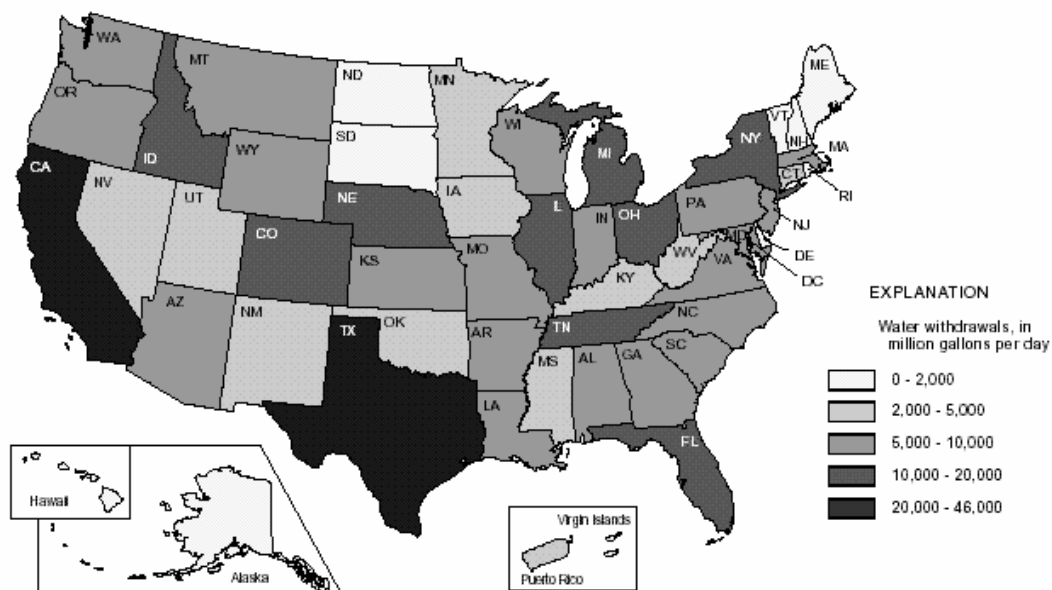 WA
MT
ND
MN
ME
OR
VT
NH
MA
ID
SD
WI
NY
WY
MI
CT
RI
CA
NV
UT
NE
IA
PA
NJ
CO
IL
IN
OH
MD
DE
KS
MO
WV
VA
DC
KY
AZ
NM
OK
AR
TN
NC
TX
MS
AL
GA
SC
LA
FL
EXPLANATION
Water withdrawals, in
million gallons per day
0 - 2,000
2,000 - 5,000
5,000 - 10,000
10,000 - 20,000
20,000 - 46,000
Hawaii
Alaska
Virgin Islands
Puerto Rico